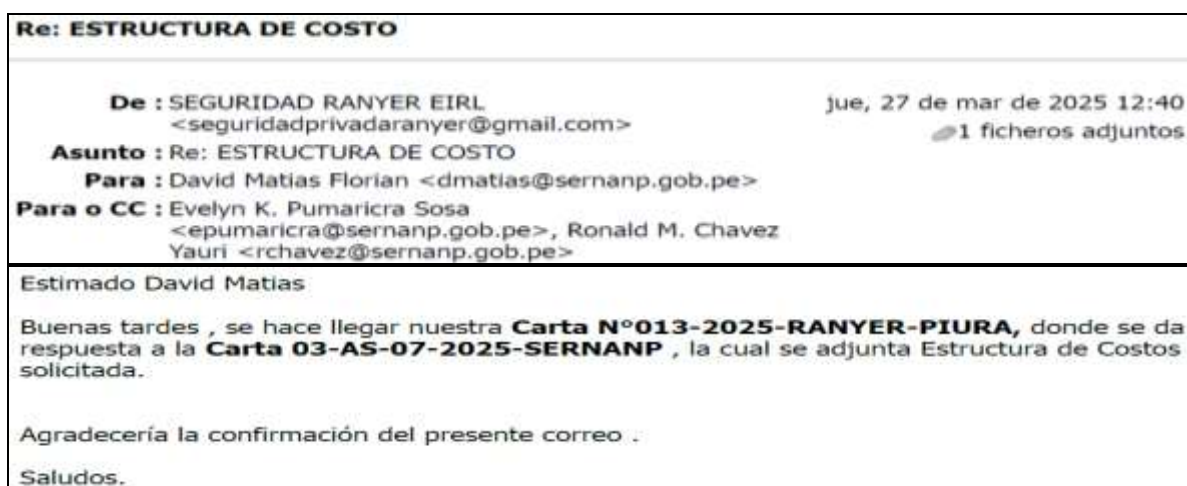 Re: ESTRUCTURA DE COSTO
De : SEGURIDAD RANYER EIRL
<seguridadprivadaranyer@gmail.com>
jue, 27 de mar de 2025 12:40
1 ficheros adjuntos
Asunto : Re: ESTRUCTURA DE COSTO
Para : David Matias Florian <dmatias@sernanp.gob.pe>
Para o CC : Evelyn K. Pumaricra Sosa
<epumaricra@sernanp.gob.pe>, Ronald M. Chavez
Yauri <rchavez@sernanp.gob.pe>
Estimado David Matias
Buenas tardes , se hace llegar nuestra Carta N°013-2025-RANYER-PIURA, donde se da
respuesta a la Carta 03-AS-07-2025-SERNANP , la cual se adjunta Estructura de Costos
solicitada.
Agradecería la confirmación del presente correo .
Saludos.